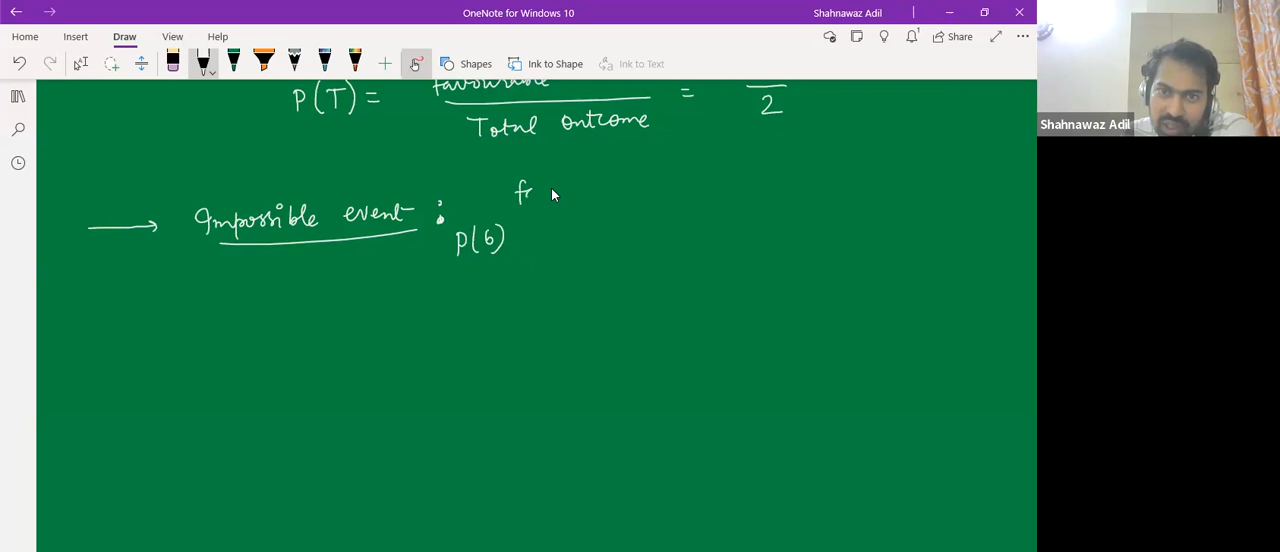 OneNote for Windows 10
Shahnawaz Adil
Home Insert Draw View Help
Share
Shapes Ink to Shape Ink to Text
Shahnawaz Adil
P(T) = favourable =
Total outcome 2
Impossible event :
fr
P(6)